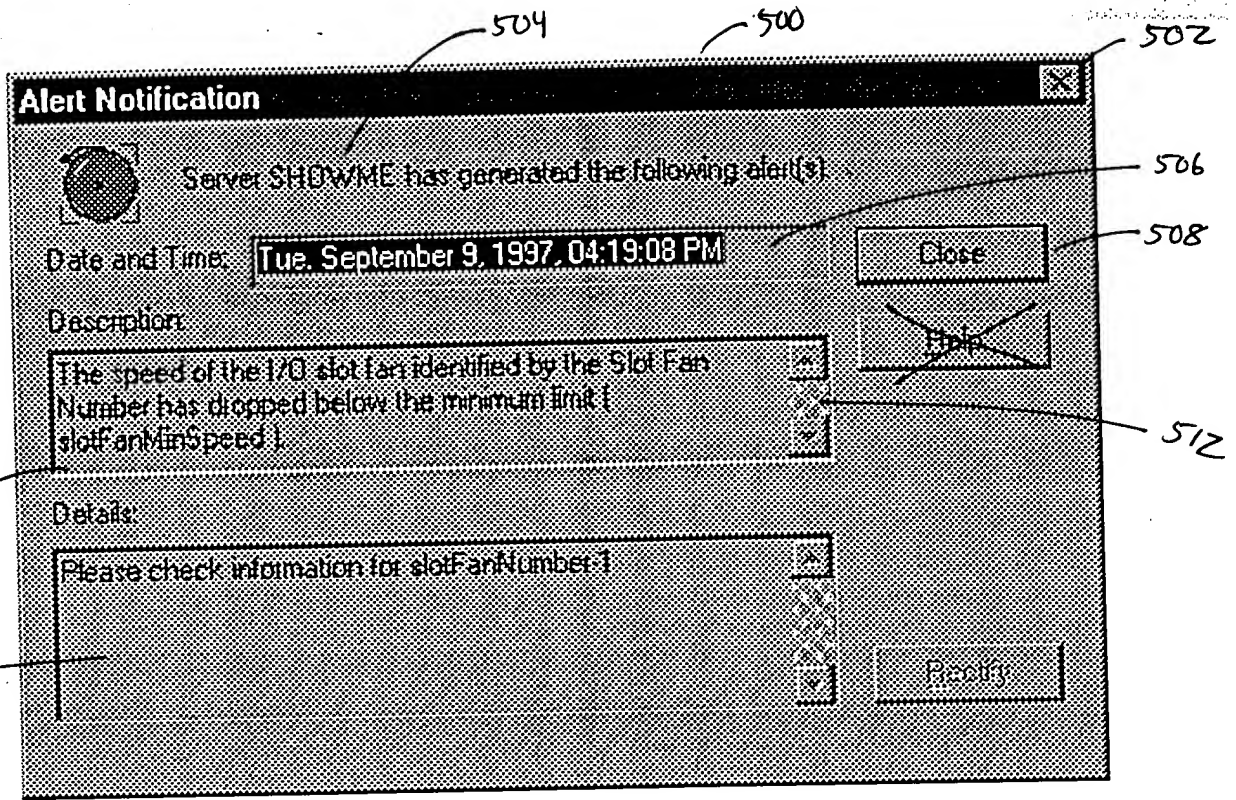 504
500
502
Alert Notification
Server SHOWME has generated the following alert(s).
506
Date and Time: Tue. September 9, 1997, 04:19:08 PM
Close
508
Description:
Help
The speed of the I/O slot fan identified by the Slot Fan
Number has dropped below the minimum limit (
slotFanMinSpeed ).
512
Details:
Please check information for slotFanNumber-1
Rectify